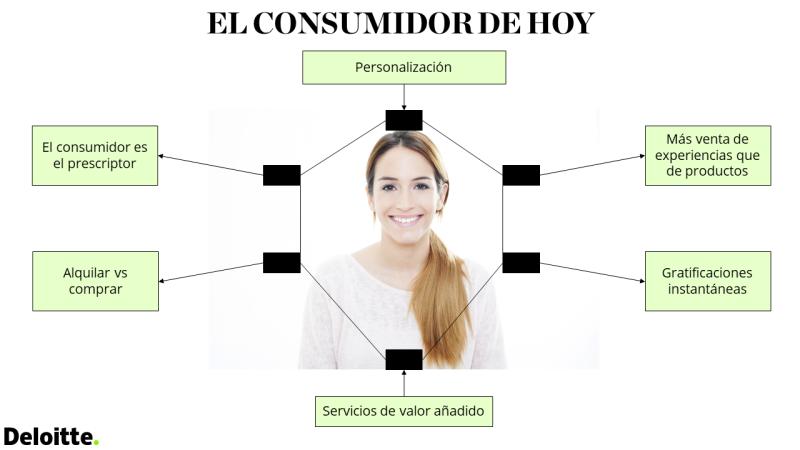 EL CONSUMIDOR DE HOY
Personalización
El consumidor es
el prescriptor
Más venta de
experiencias que
de productos
Alquilar vs
comprar
Gratificaciones
instantáneas
Servicios de valor añadido
Deloitte.